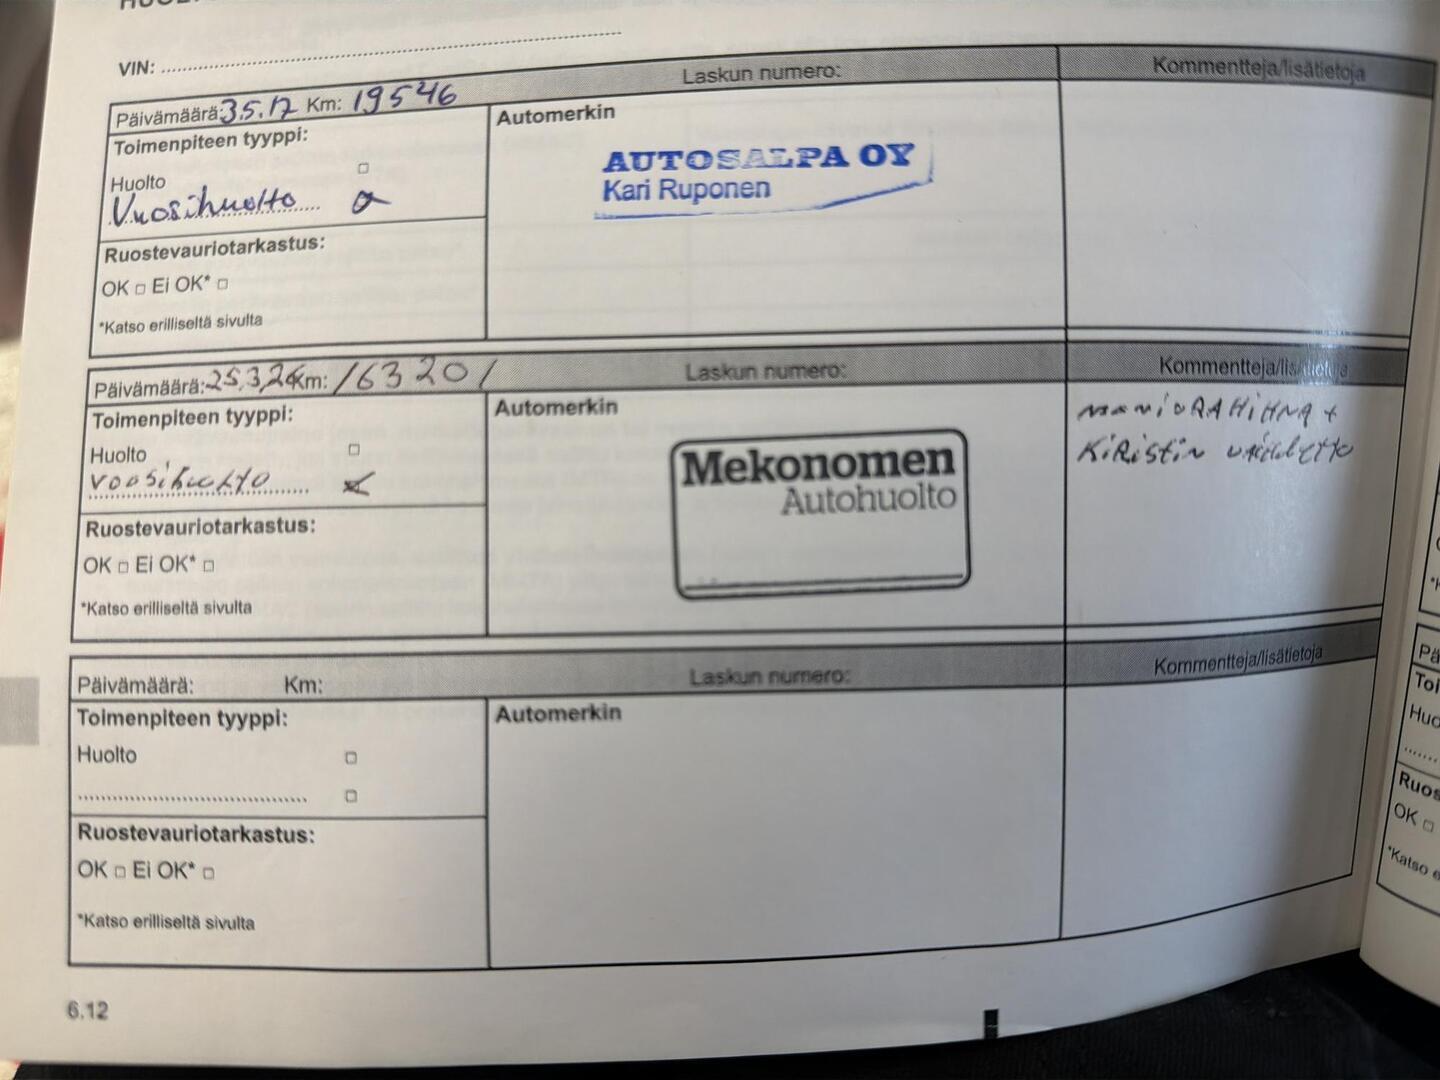 VIN:
Päivämäärä: 3.5.17 Km: 19546 Laskun numero: Kommentteja/lisätietoja
Toimenpiteen tyyppi:
Huolto
Vuosihuolto
Ruostevauriotarkastus:
OK □ Ei OK* □
*Katso erilliseltä sivulta
Automerkin
AUTOSALPA OY
Kari Ruponen
Päivämäärä: 25.3.26 Km: 163201 Laskun numero: Kommentteja/lisätietoja
Toimenpiteen tyyppi:
Huolto
voosihuolto
Ruostevauriotarkastus:
OK □ Ei OK* □
*Katso erilliseltä sivulta
Automerkin
Mekonomen
Autohuolto
KiRistin
Päivämäärä: Km: Laskun numero: Kommentteja/lisätietoja
Toimenpiteen tyyppi:
Huolto
Ruostevauriotarkastus:
OK □ Ei OK* □
*Katso erilliseltä sivulta
Automerkin
6.12